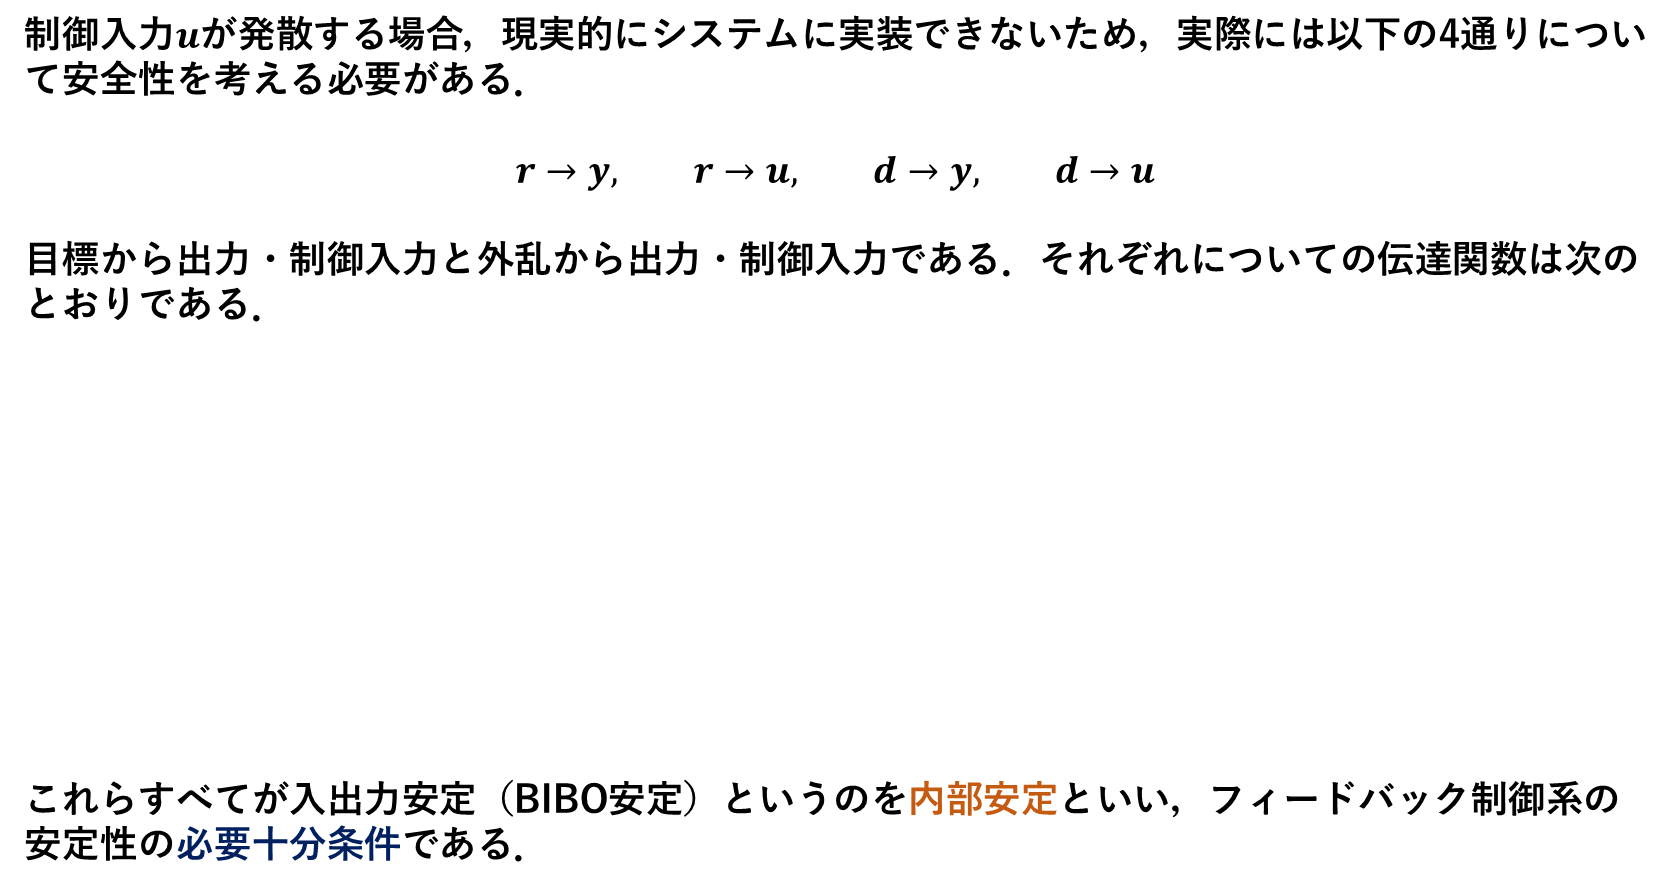 制御入力uが発散する場合，現実的にシステムに実装できないため，実際には以下の4通りについ
て安全性を考える必要がある．
r → y,　r → u,　d → y,　d → u
目標から出力・制御入力と外乱から出力・制御入力である．それぞれについての伝達関数は次の
とおりである．
これらすべてが入出力安定（BIBO安定）というのを内部安定といい，フィードバック制御系の
安定性の必要十分条件である．